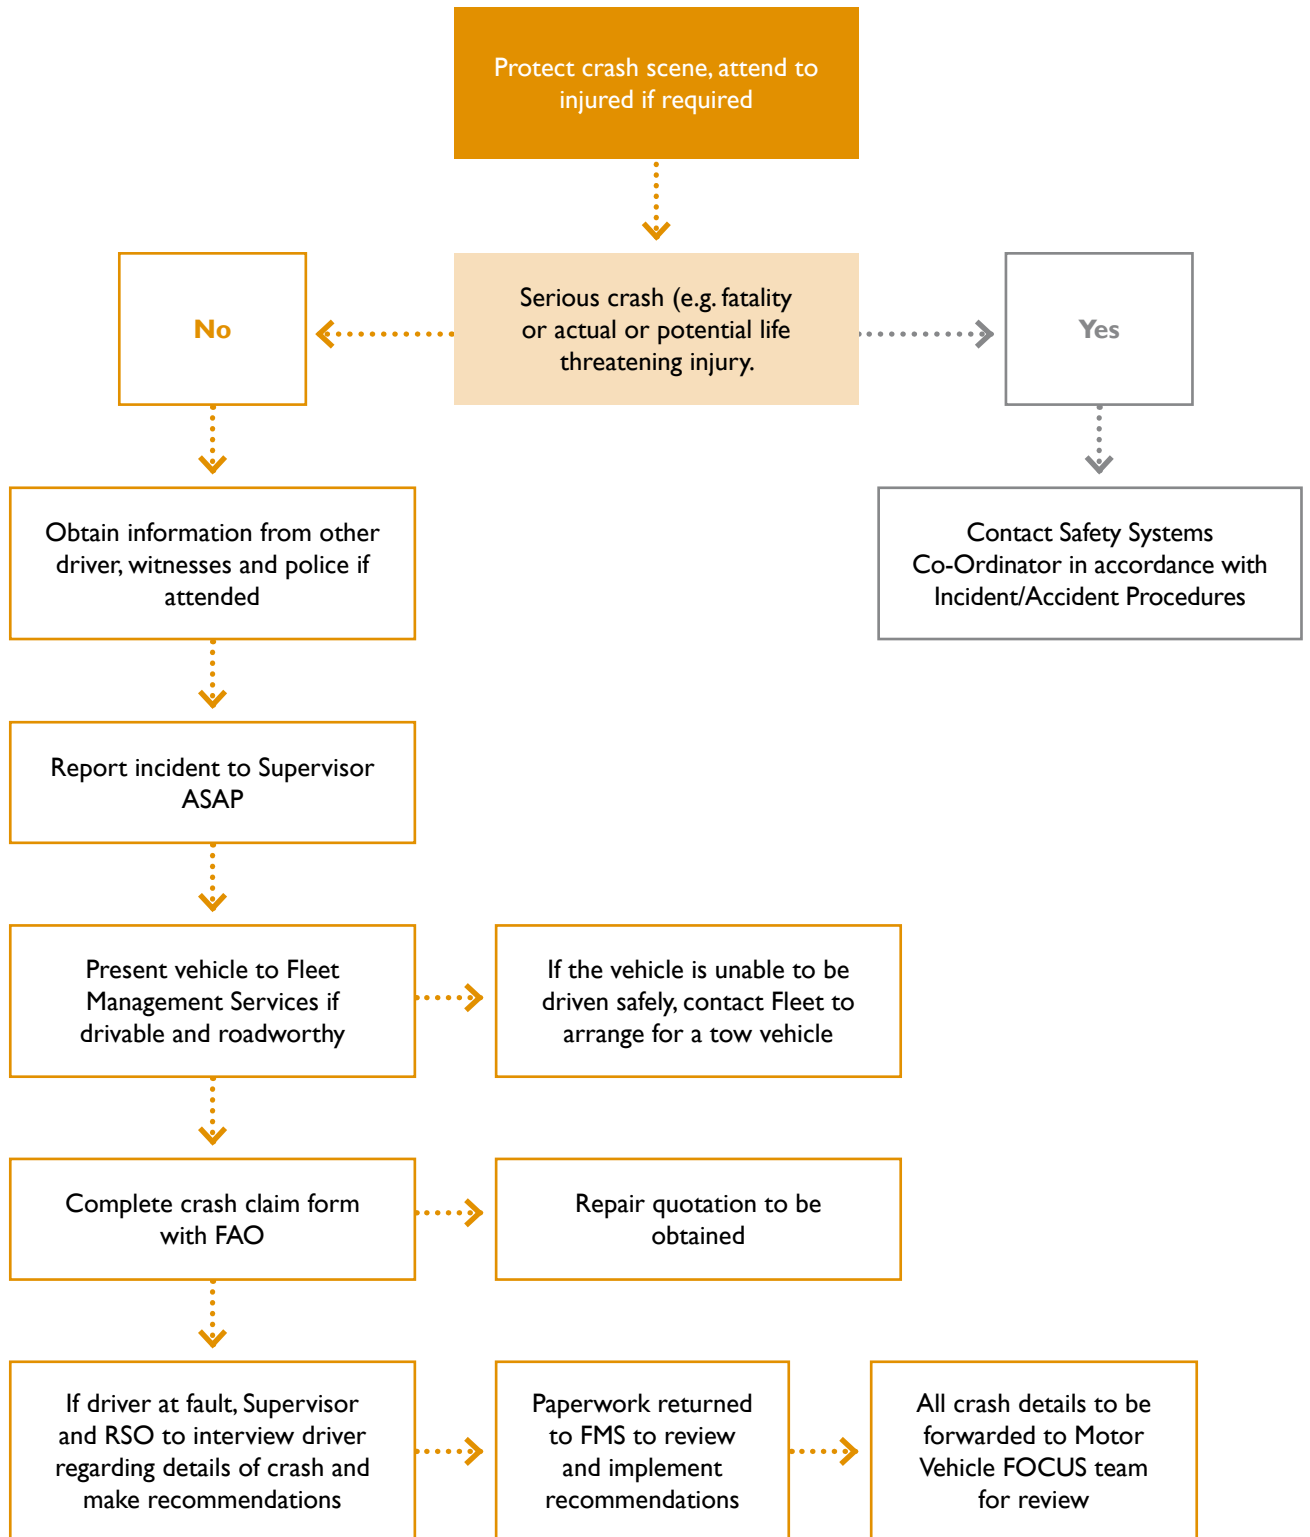 Protect crash scene, attend to
injured if required
No
Serious crash (e.g. fatality
or actual or potential life
threatening injury.
Yes
Obtain information from other
driver, witnesses and police if
attended
Contact Safety Systems
Co-Ordinator in accordance with
Incident/Accident Procedures
Report incident to Supervisor
ASAP
Present vehicle to Fleet
Management Services if
drivable and roadworthy
If the vehicle is unable to be
driven safely, contact Fleet to
arrange for a tow vehicle
Complete crash claim form
with FAO
Repair quotation to be
obtained
If driver at fault, Supervisor
and RSO to interview driver
regarding details of crash and
make recommendations
Paperwork returned
to FMS to review
and implement
recommendations
All crash details to be
forwarded to Motor
Vehicle FOCUS team
for review